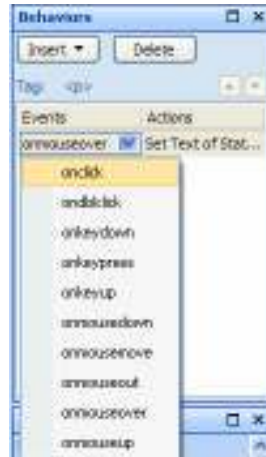 Behaviors
Insert Delete
Tag: <p>
Events Actions
onmouseover Set Text of Stat...
onclick
ondblclick
onkeydown
onkeypress
onkeyup
onmousedown
onmousemove
onmouseout
onmouseover
onmouseup